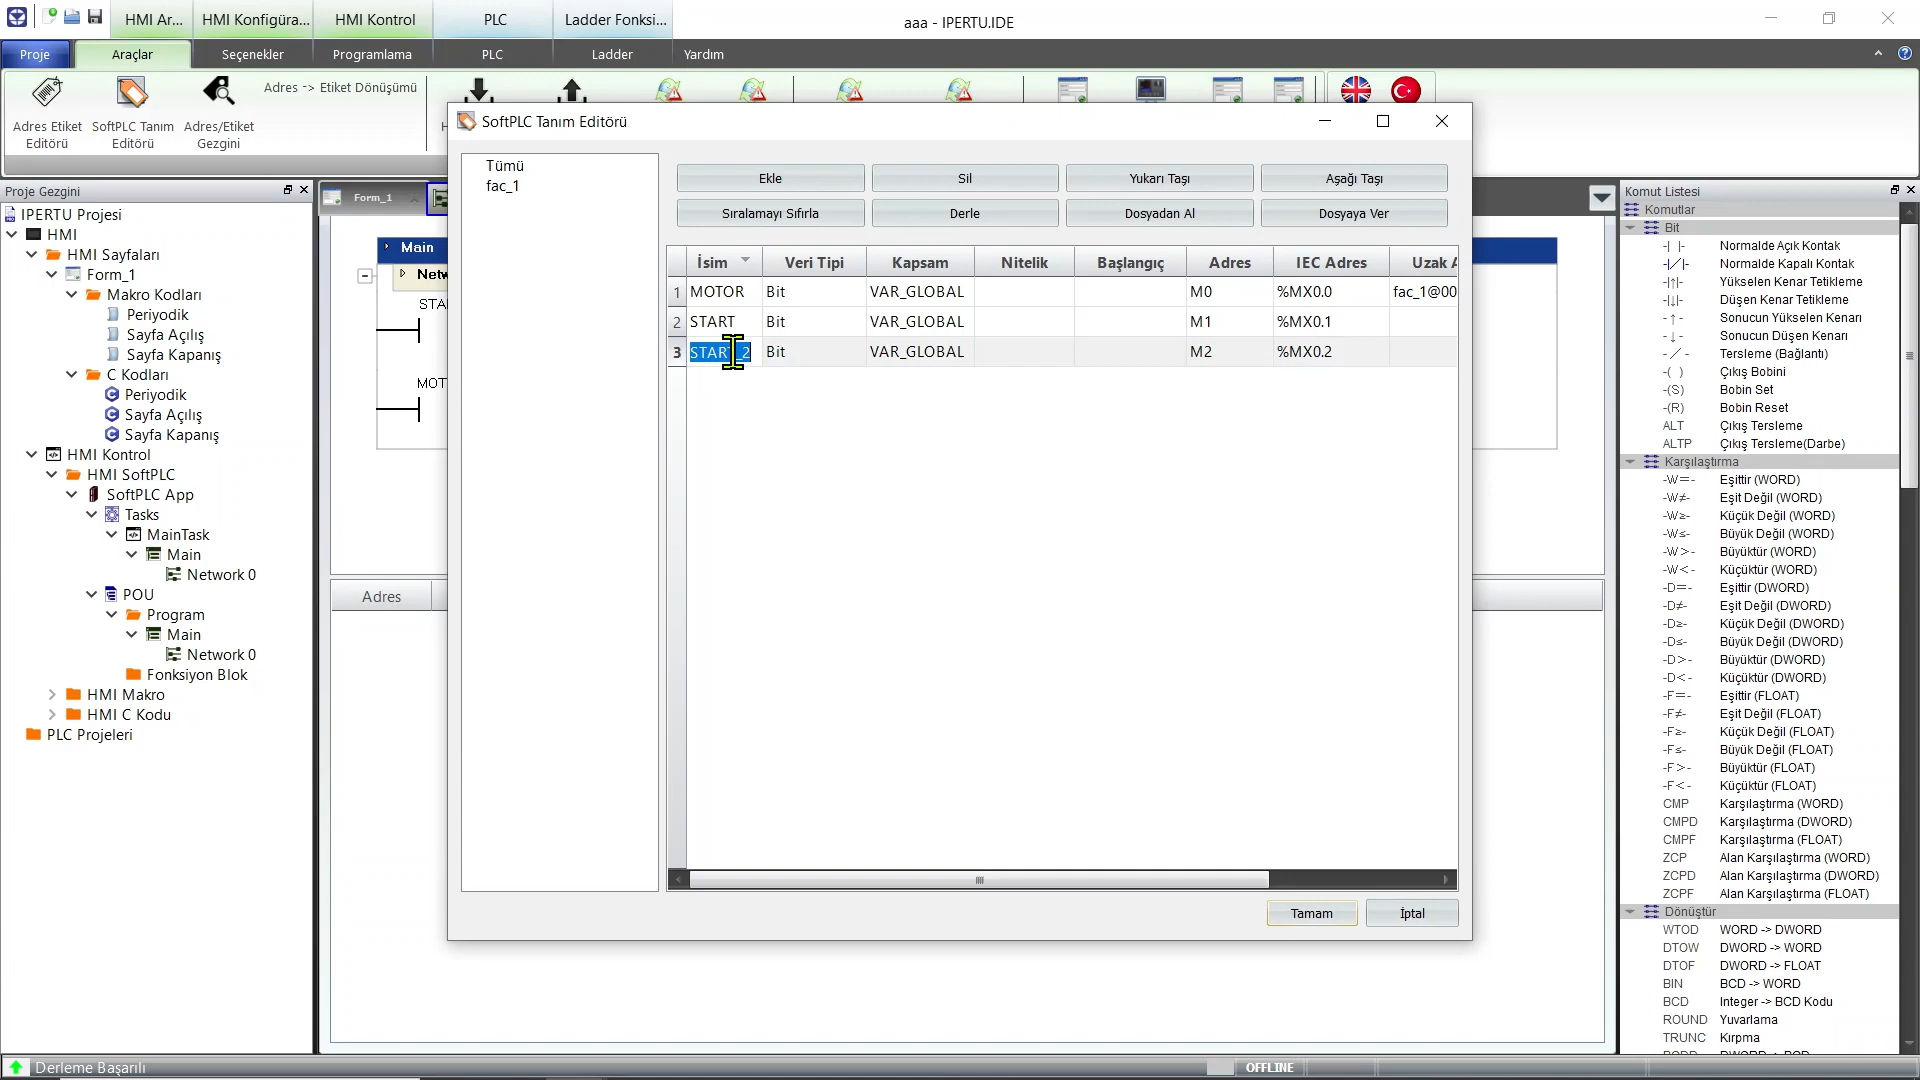 HMI Ar...
HMI Konfigüra...
HMI Kontrol
PLC
Ladder Fonksi...
aaa - IPERTU.IDE
Proje
Araçlar
Seçenekler
Programlama
PLC
Ladder
Yardım
Adres Etiket
Editörü
SoftPLC Tanım
Editörü
Adres/Etiket
Gezgini
Adres -> Etiket Dönüşümü
SoftPLC Tanım Editörü
Tümü
fac_1
Ekle
Sil
Yukarı Taşı
Aşağı Taşı
Sıralamayı Sıfırla
Derle
Dosyadan Al
Dosyaya Ver
İsim Veri Tipi Kapsam Nitelik Başlangıç Adres IEC Adres Uzak A
1 MOTOR Bit VAR_GLOBAL M0 %MX0.0 fac_1@00
2 START Bit VAR_GLOBAL M1 %MX0.1
3 START_2 Bit VAR_GLOBAL M2 %MX0.2
Tamam
İptal
Proje Gezgini
IPERTU Projesi
HMI
HMI Sayfaları
Form_1
Makro Kodları
Periyodik
Sayfa Açılış
Sayfa Kapanış
C Kodları
Periyodik
Sayfa Açılış
Sayfa Kapanış
HMI Kontrol
HMI SoftPLC
SoftPLC App
Tasks
MainTask
Main
Network 0
POU
Program
Main
Network 0
Fonksiyon Blok
HMI Makro
HMI C Kodu
PLC Projeleri
Form_1
Main
Netw
STA
MOT
Adres
Komut Listesi
Komutlar
Bit
-| |- Normalde Açık Kontak
-|/|- Normalde Kapalı Kontak
-|↑|- Yükselen Kenar Tetikleme
-|↓|- Düşen Kenar Tetikleme
-↑- Sonucun Yükselen Kenarı
-↓- Sonucun Düşen Kenarı
-/- Tersleme (Bağlantı)
-( ) Çıkış Bobini
-(S) Bobin Set
-(R) Bobin Reset
ALT Çıkış Tersleme
ALTP Çıkış Tersleme(Darbe)
Karşılaştırma
-W=- Eşittir (WORD)
-W≠- Eşit Değil (WORD)
-W≥- Küçük Değil (WORD)
-W≤- Büyük Değil (WORD)
-W>- Büyüktür (WORD)
-W<- Küçüktür (WORD)
-D=- Eşittir (DWORD)
-D≠- Eşit Değil (DWORD)
-D≥- Küçük Değil (DWORD)
-D≤- Büyük Değil (DWORD)
-D>- Büyüktür (DWORD)
-D<- Küçüktür (DWORD)
-F=- Eşittir (FLOAT)
-F≠- Eşit Değil (FLOAT)
-F≥- Küçük Değil (FLOAT)
-F≤- Büyük Değil (FLOAT)
-F>- Büyüktür (FLOAT)
-F<- Küçüktür (FLOAT)
CMP Karşılaştırma (WORD)
CMPD Karşılaştırma (DWORD)
CMPF Karşılaştırma (FLOAT)
ZCP Alan Karşılaştırma (WORD)
ZCPD Alan Karşılaştırma (DWORD)
ZCPF Alan Karşılaştırma (FLOAT)
Dönüştür
WTOD WORD -> DWORD
DTOW DWORD -> WORD
DTOF DWORD -> FLOAT
BIN BCD -> WORD
BCD Integer -> BCD Kodu
ROUND Yuvarlama
TRUNC Kırpma
Derleme Başarılı
OFFLINE